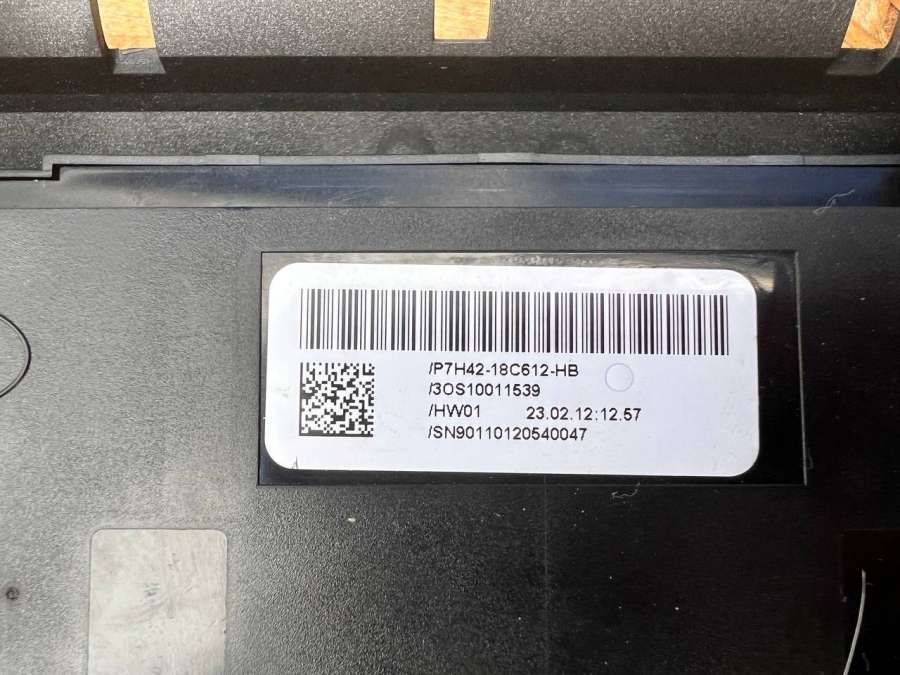 /P7H42-18C612-HB
/3OS10011539
/HW01 23.02.12:12.57
/SN90110120540047